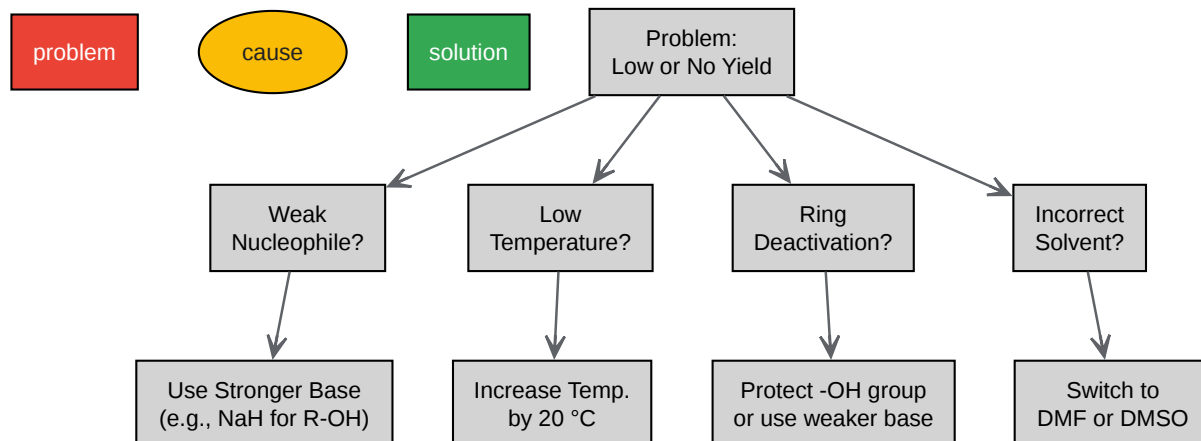 problem
cause
solution
Problem:
Low or No Yield
Weak
Nucleophile?
Low
Temperature?
Ring
Deactivation?
Incorrect
Solvent?
Use Stronger Base
(e.g., NaH for R-OH)
Increase Temp.
by 20 °C
Protect -OH group
or use weaker base
Switch to
DMF or DMSO